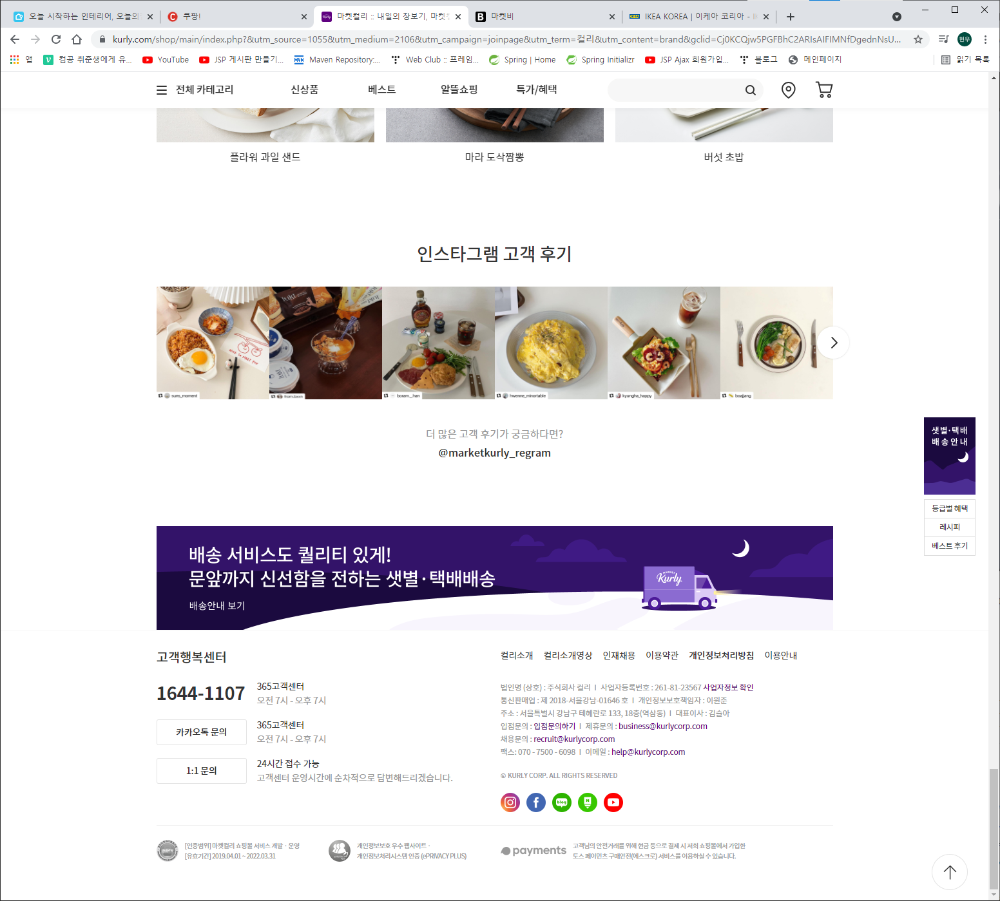 오늘 시작하는 인테리어, 오늘의
쿠팡!
마켓컬리 :: 내일의 장보기, 마켓
마켓비
IKEA KOREA | 이케아 코리아 - I
kurly.com/shop/main/index.php?&utm_source=1055&utm_medium=2106&utm_campaign=joinpage&utm_term=컬리&utm_content=brand&gclid=Cj0KCQjw5PGFBhC2ARIsAIFIMNfDgednNsU...
현우
앱
컴공 취준생에게 유...
YouTube
JSP 게시판 만들기...
Maven Repository:...
Web Club :: 프레임...
Spring | Home
Spring Initializr
JSP Ajax 회원가입...
블로그
메인페이지
읽기 목록
전체 카테고리
신상품
베스트
알뜰쇼핑
특가/혜택
플라워 과일 샌드
마라 도삭짬뽕
버섯 초밥
인스타그램 고객 후기
NICE TO MEET YOU
suns_moment
from.boom
boram._.han
hwenne_minortable
kyungha_happy
boajjang
더 많은 고객 후기가 궁금하다면?
@marketkurly_regram
샛별·택배
배송안내
등급별 혜택
레시피
베스트 후기
배송 서비스도 퀄리티 있게!
문앞까지 신선함을 전하는 샛별·택배배송
배송안내 보기
MARKET
Kurly
고객행복센터
1644-1107
365고객센터
오전 7시 - 오후 7시
카카오톡 문의
365고객센터
오전 7시 - 오후 7시
1:1 문의
24시간 접수 가능
고객센터 운영시간에 순차적으로 답변해드리겠습니다.
컬리소개
컬리소개영상
인재채용
이용약관
개인정보처리방침
이용안내
법인명 (상호) : 주식회사 컬리 I 사업자등록번호 : 261-81-23567 사업자정보 확인
통신판매업 : 제 2018-서울강남-01646 호 I 개인정보보호책임자 : 이원준
주소 : 서울특별시 강남구 테헤란로 133, 18층(역삼동) I 대표이사 : 김슬아
입점문의 : 입점문의하기 I 제휴문의 : business@kurlycorp.com
채용문의 : recruit@kurlycorp.com
팩스: 070 - 7500 - 6098 I 이메일 : help@kurlycorp.com
© KURLY CORP. ALL RIGHTS RESERVED
blog
[인증범위] 마켓컬리 쇼핑몰 서비스 개발 · 운영
[유효기간] 2019.04.01 ~ 2022.03.31
개인정보보호 우수 웹사이트 ·
개인정보처리시스템 인증 (ePRIVACY PLUS)
payments
고객님의 안전거래를 위해 현금 등으로 결제 시 저희 쇼핑몰에서 가입한
토스 페이먼츠 구매안전(에스크로) 서비스를 이용하실 수 있습니다.